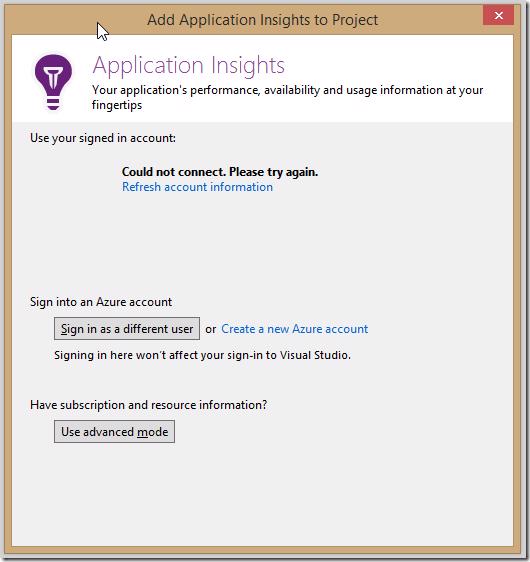 Add Application Insights to Project
Application Insights
Your application's performance, availability and usage information at your
fingertips
Use your signed in account:
Could not connect. Please try again.
Refresh account information
Sign into an Azure account
Sign in as a different user or Create a new Azure account
Signing in here won't affect your sign-in to Visual Studio.
Have subscription and resource information?
Use advanced mode